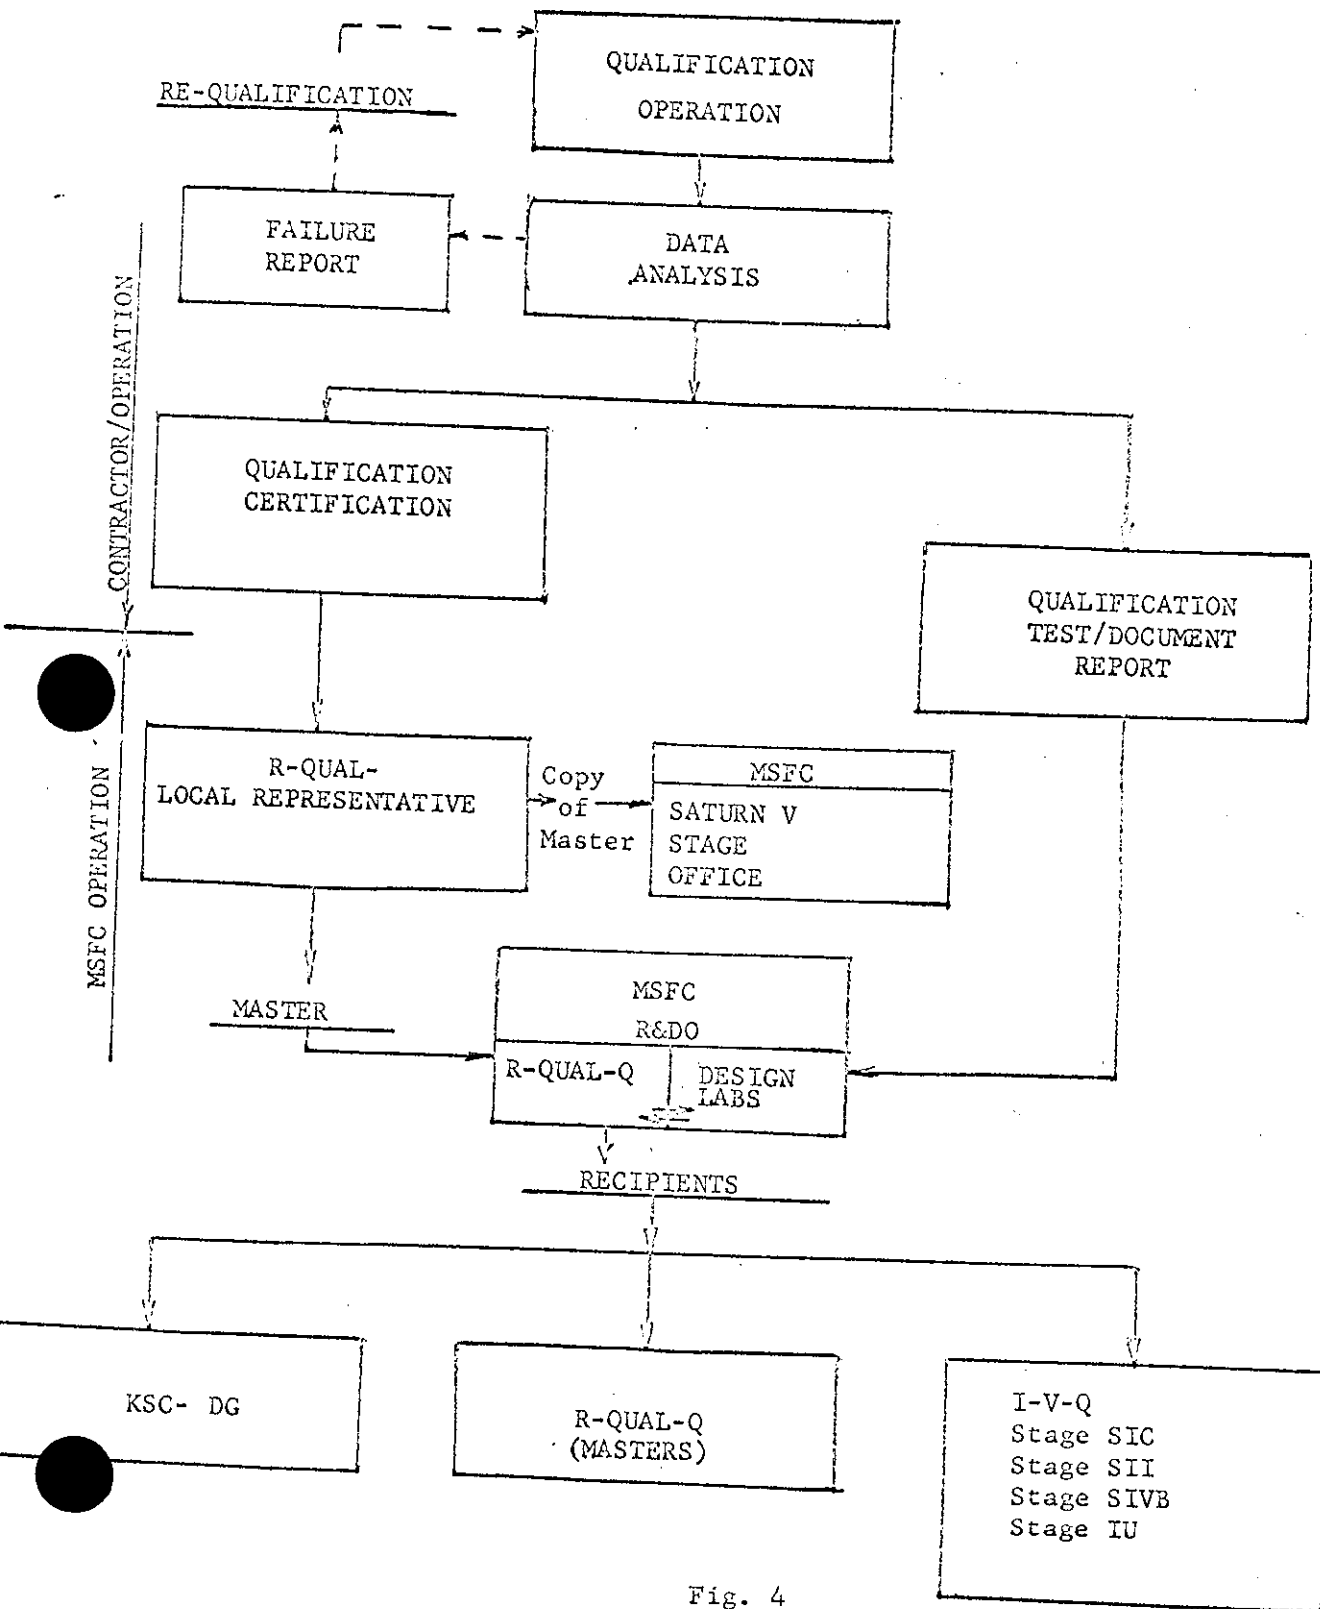 QUALIFICATION
OPERATION
RE-QUALIFICATION
FAILURE
REPORT
DATA
ANALYSIS
CONTRACTOR/OPERATION
QUALIFICATION
CERTIFICATION
QUALIFICATION
TEST/DOCUMENT
REPORT
MSFC OPERATION
R-QUAL-
LOCAL REPRESENTATIVE
Copy
of
Master
MSFC
SATURN V
STAGE
OFFICE
MASTER
MSFC
R&DO
R-QUAL-Q
DESIGN
LABS
RECIPIENTS
KSC- DG
R-QUAL-Q
(MASTERS)
I-V-Q
Stage SIC
Stage SII
Stage SIVB
Stage IU
Fig. 4